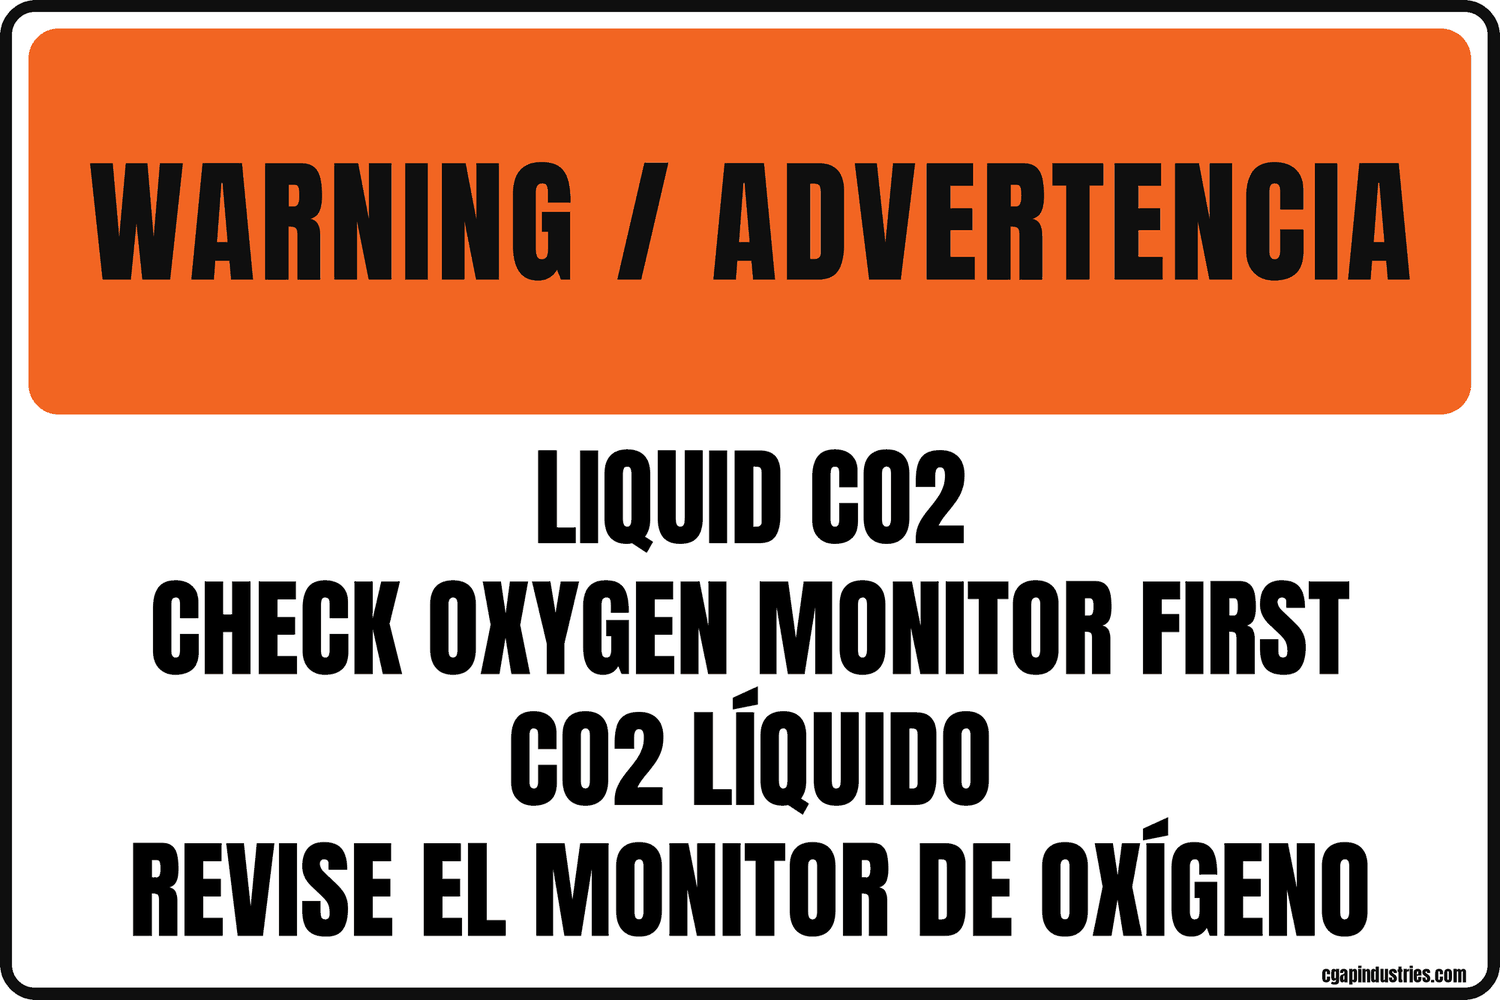 WARNING / ADVERTENCIA
LIQUID CO2
CHECK OXYGEN MONITOR FIRST
CO2 LÍQUIDO
REVISE EL MONITOR DE OXÍGENO
cgapindustries.com